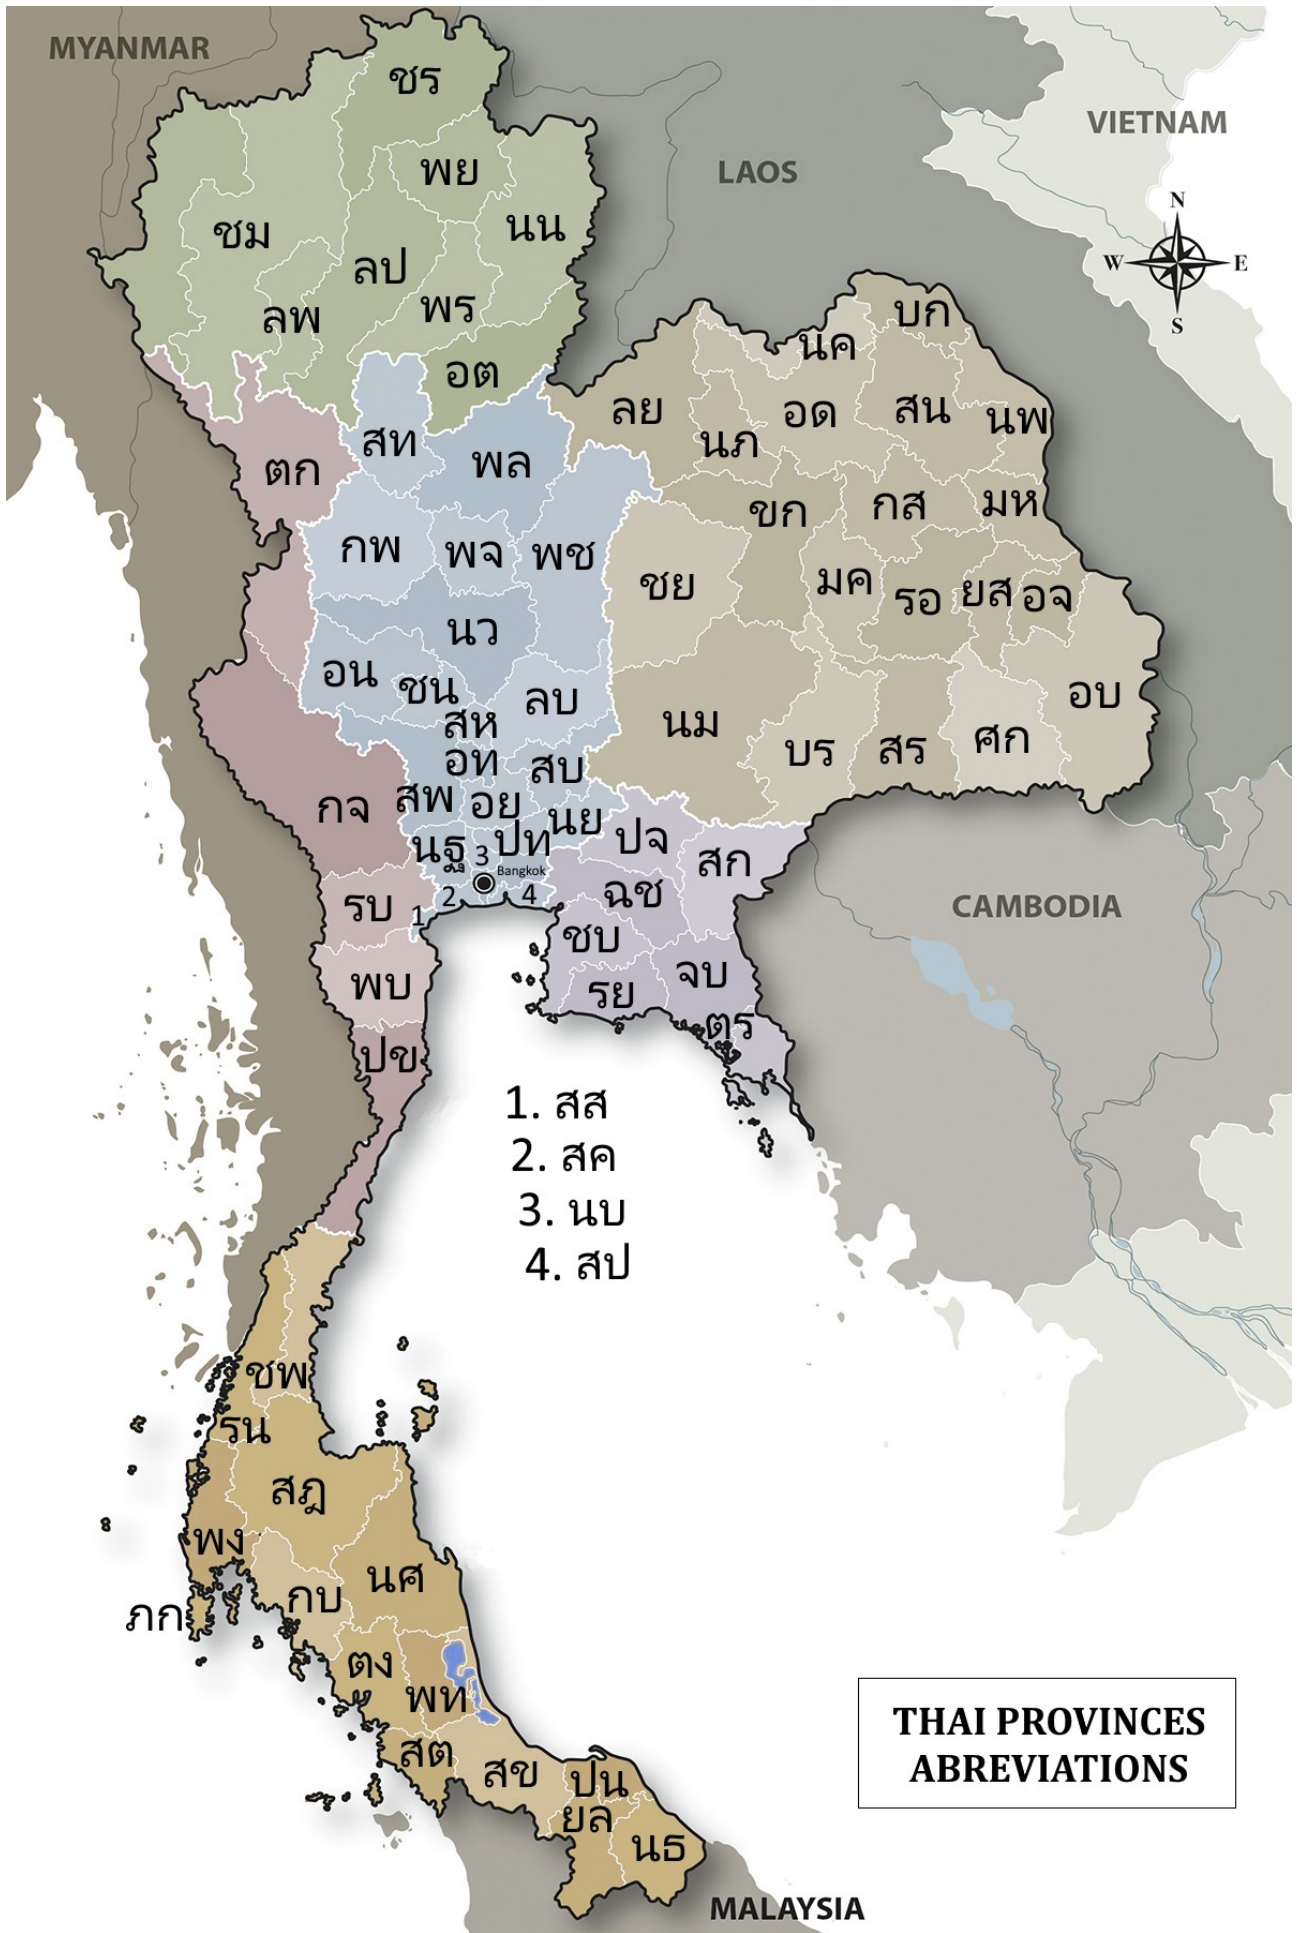 MYANMAR
ชร
VIETNAM
LAOS
พย
N
ชม
นน
W
E
ลป
S
ลพ
พร
บก
นค
อต
ลย
อด
สน
นพ
สท
นภ
ตก
พล
ขก
กส
มห
กพ
พจ
พช
ชย
มค
รอ
ยส
อจ
นว
อน
ชน
ลบ
อบ
สห
นม
บร
สร
ศก
อท
สบ
กจ
สพ
อย
นย
นฐ
3
ปท
ปจ
สก
Bangkok
2
4
ฉช
รบ
1
CAMBODIA
ชบ
พบ
รย
จบ
ตร
ปข
1. สส
2. สค
3. นบ
4. สป
ชพ
รน
สฎ
พง
นศ
กบ
ภก
ตง
พท
THAI PROVINCES
ABREVIATIONS
สต
สข
ปน
ยล
นธ
MALAYSIA